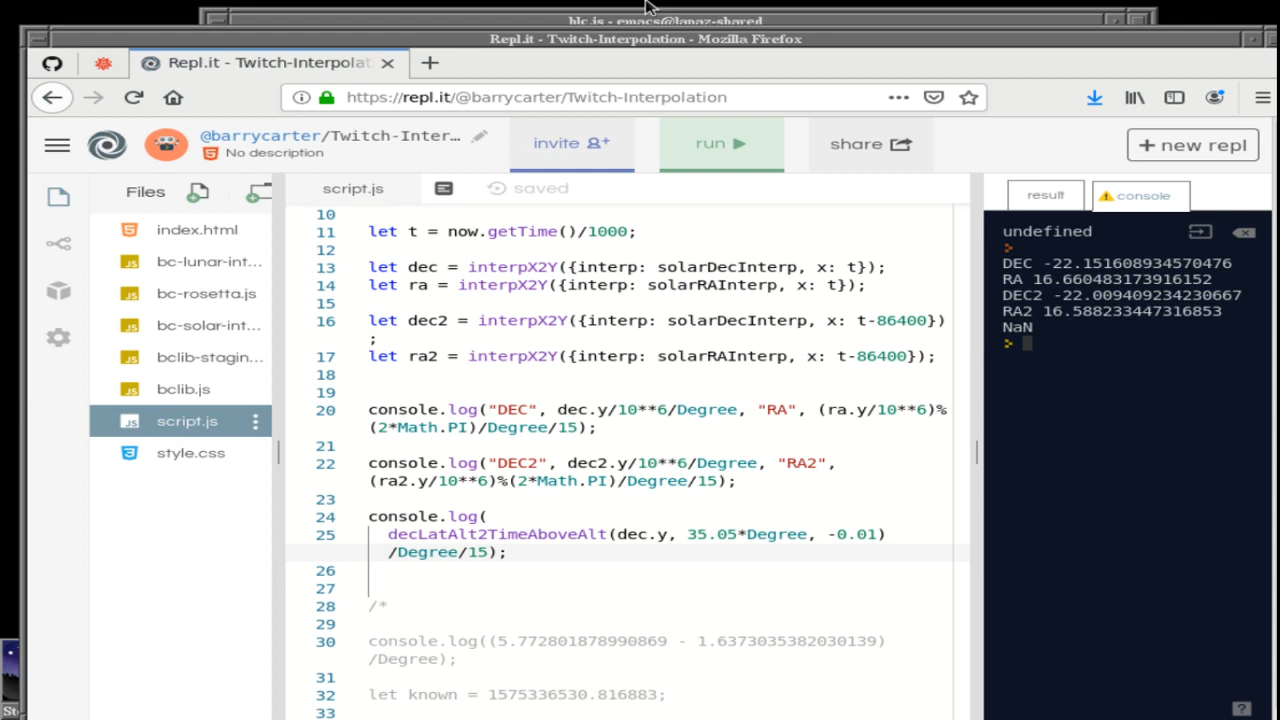 blc.js - emacs@lapaz-shared
Repl.it - Twitch-Interpolation - Mozilla Firefox
Repl.it - Twitch-Interpolat
https://repl.it/@barrycarter/Twitch-Interpolation
@barrycarter/Twitch-Inter...
No description
invite
run
share
+ new repl
Files
script.js
saved
result
console
index.html
bc-lunar-int...
bc-rosetta.js
bc-solar-int...
bclib-stagin...
bclib.js
script.js
style.css
10
11 let t = now.getTime()/1000;
12
13 let dec = interpX2Y({interp: solarDecInterp, x: t});
14 let ra = interpX2Y({interp: solarRAInterp, x: t});
15
16 let dec2 = interpX2Y({interp: solarDecInterp, x: t-86400})
;
17 let ra2 = interpX2Y({interp: solarRAInterp, x: t-86400});
18
19
20 console.log("DEC", dec.y/10**6/Degree, "RA", (ra.y/10**6)%
(2*Math.PI)/Degree/15);
21
22 console.log("DEC2", dec2.y/10**6/Degree, "RA2",
(ra2.y/10**6)%(2*Math.PI)/Degree/15);
23
24 console.log(
25 decLatAlt2TimeAboveAlt(dec.y, 35.05*Degree, -0.01)
/Degree/15);
26
27
28 /*
29
30 console.log((5.772801878990869 - 1.6373035382030139)
/Degree);
31
32 let known = 1575336530.816883;
33
undefined
>
DEC -22.151608934570476
RA 16.660483173916152
DEC2 -22.009409234230667
RA2 16.588233447316853
NaN
>